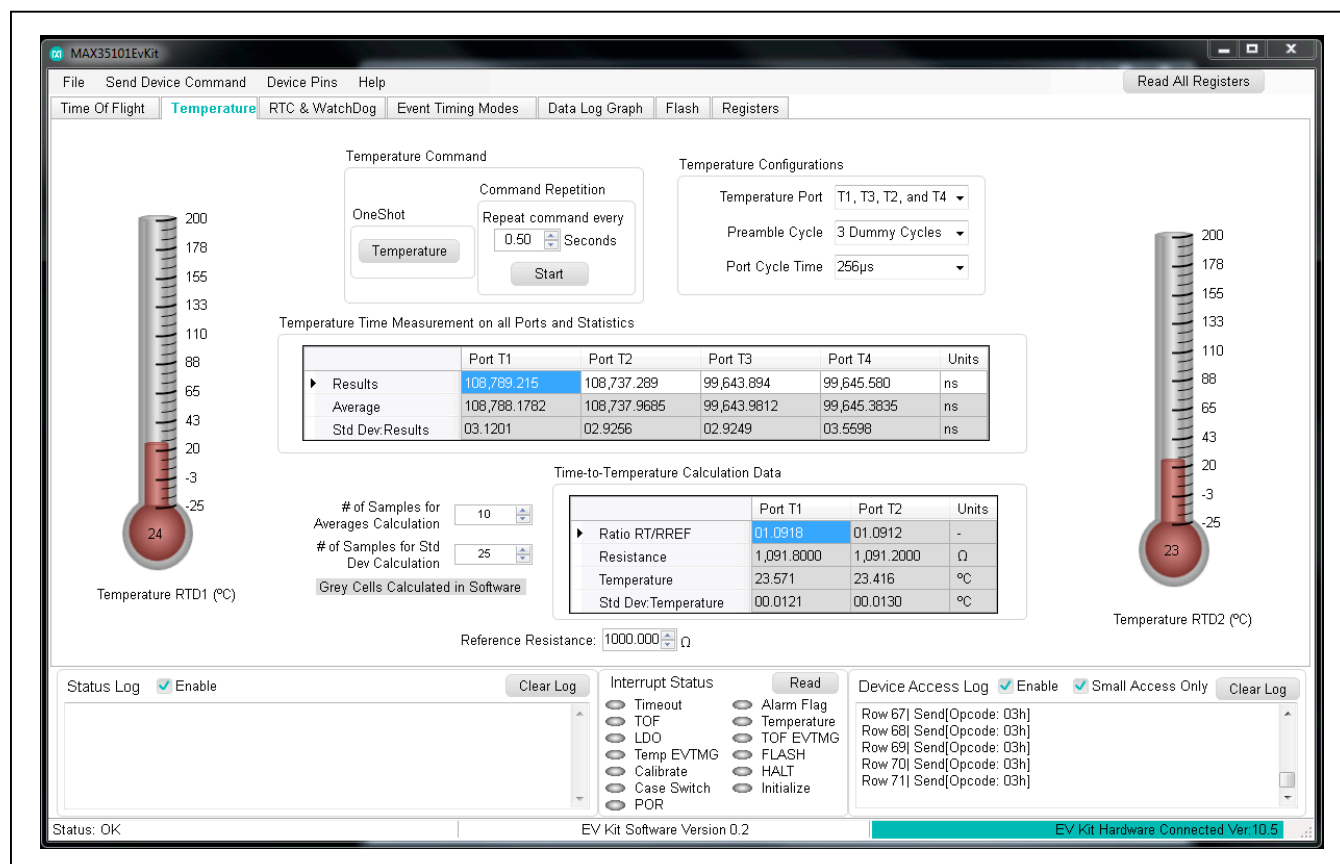 MAX35101EvKit
File Send Device Command Device Pins Help Read All Registers
Time Of Flight Temperature RTC & WatchDog Event Timing Modes Data Log Graph Flash Registers
Temperature Command
Command Repetition
OneShot
Temperature
Repeat command every
0.50 Seconds
Start
Temperature Configurations
Temperature Port T1, T3, T2, and T4
Preamble Cycle 3 Dummy Cycles
Port Cycle Time 256µs
200
178
155
133
110
88
65
43
20
-3
-25
24
Temperature RTD1 (ºC)
Temperature Time Measurement on all Ports and Statistics
Port T1 Port T2 Port T3 Port T4 Units
Results 108,789.215 108,737.289 99,643.894 99,645.580 ns
Average 108,788.1782 108,737.9685 99,643.9812 99,645.3835 ns
Std Dev:Results 03.1201 02.9256 02.9249 03.5598 ns
# of Samples for
Averages Calculation
10
# of Samples for Std
Dev Calculation
25
Grey Cells Calculated in Software
Time-to-Temperature Calculation Data
Port T1 Port T2 Units
Ratio RT/RREF 01.0918 01.0912 -
Resistance 1,091.8000 1,091.2000 Ω
Temperature 23.571 23.416 ºC
Std Dev:Temperature 00.0121 00.0130 ºC
Reference Resistance: 1000.000 Ω
200
178
155
133
110
88
65
43
20
-3
-25
23
Temperature RTD2 (ºC)
Status Log Enable Clear Log
Interrupt Status Read
Timeout Alarm Flag
TOF Temperature
LDO TOF EVTMG
Temp EVTMG FLASH
Calibrate HALT
Case Switch Initialize
POR
Device Access Log Enable Small Access Only Clear Log
Row 67| Send[Opcode: 03h]
Row 68| Send[Opcode: 03h]
Row 69| Send[Opcode: 03h]
Row 70| Send[Opcode: 03h]
Row 71| Send[Opcode: 03h]
Status: OK EV Kit Software Version 0.2 EV Kit Hardware Connected Ver:10.5